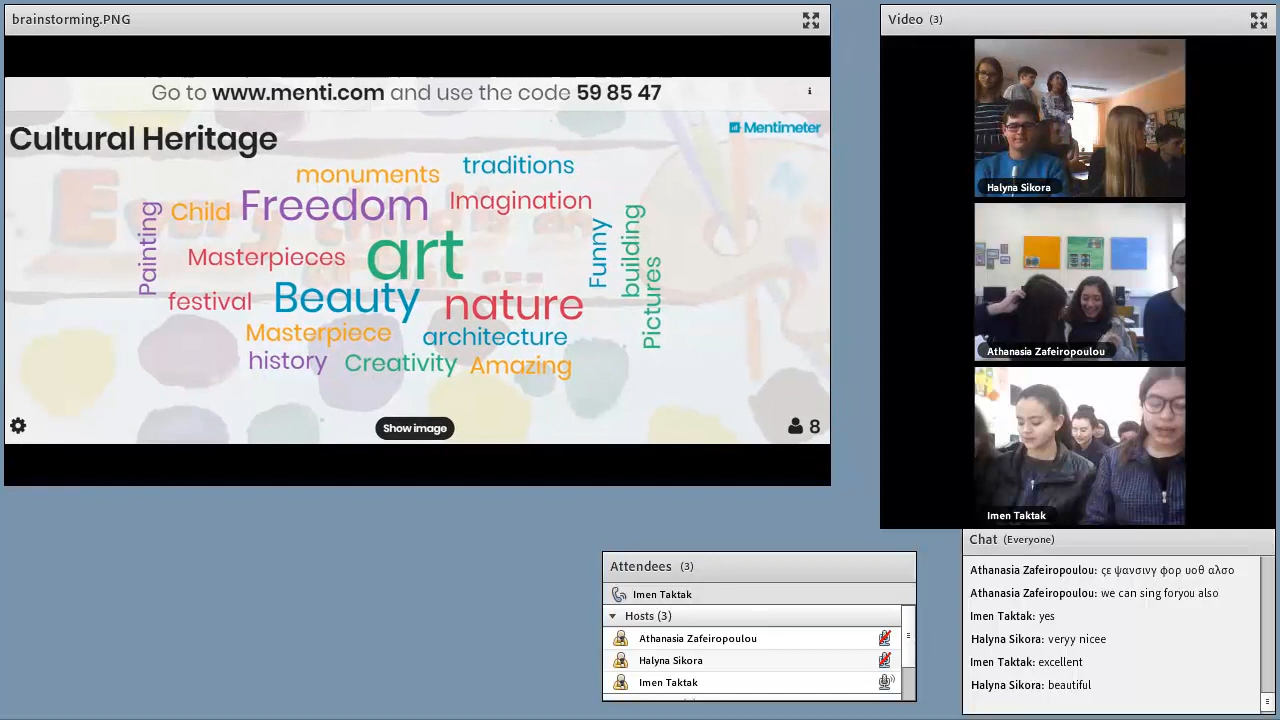 brainstorming.PNG
Go to www.menti.com and use the code 59 85 47
Cultural Heritage
Mentimeter
monuments
traditions
Child
Freedom
Imagination
Painting
Masterpieces
art
Funny
building
Pictures
festival
Beauty
nature
Masterpiece
architecture
history
Creativity
Amazing
Show image
8
Video (3)
Halyna Sikora
Athanasia Zafeiropoulou
Imen Taktak
Attendees (3)
Imen Taktak
Hosts (3)
Athanasia Zafeiropoulou
Halyna Sikora
Imen Taktak
Chat (Everyone)
Athanasia Zafeiropoulou: ςε ψανσινγ φορ υοθ αλσο
Athanasia Zafeiropoulou: we can sing foryou also
Imen Taktak: yes
Halyna Sikora: veryy nicee
Imen Taktak: excellent
Halyna Sikora: beautiful